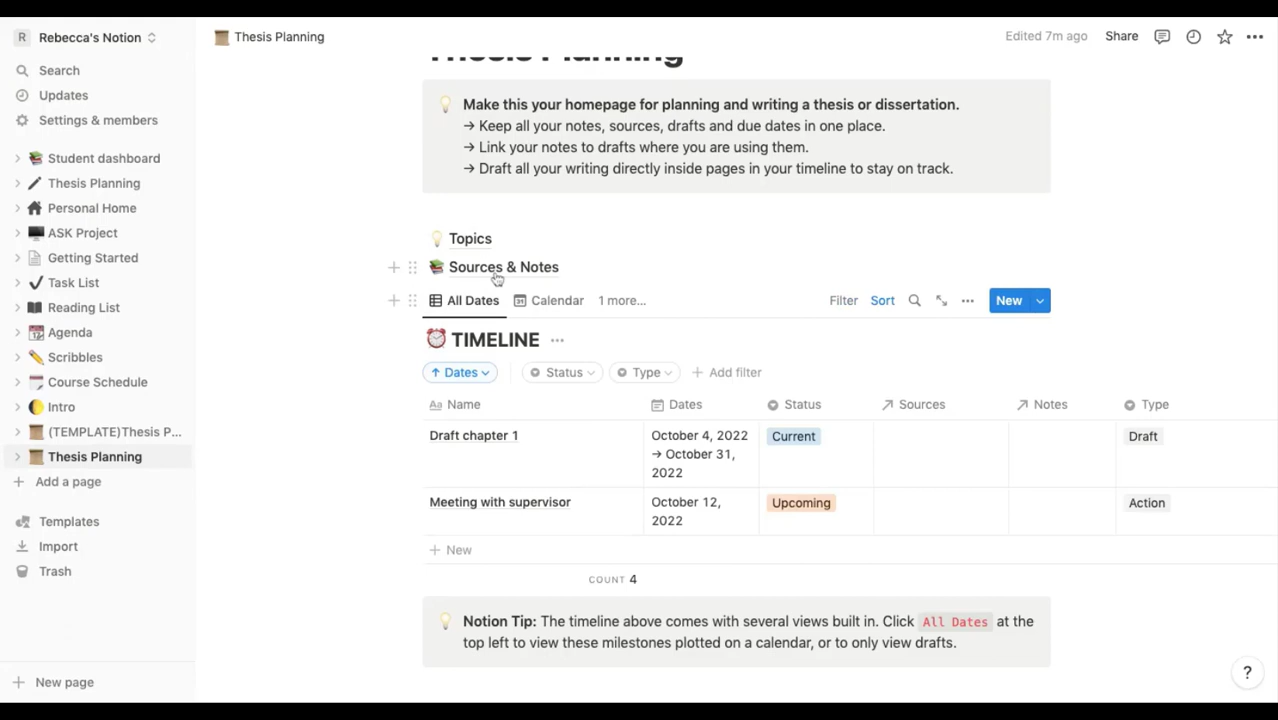 R Rebecca's Notion
Thesis Planning
Edited 7m ago
Share
Search
Updates
Settings & members
Student dashboard
Thesis Planning
Personal Home
ASK Project
Getting Started
Task List
Reading List
Agenda
Scribbles
Course Schedule
Intro
(TEMPLATE)Thesis P...
Thesis Planning
Add a page
Templates
Import
Trash
New page
Thesis Planning
Make this your homepage for planning and writing a thesis or dissertation.
→ Keep all your notes, sources, drafts and due dates in one place.
→ Link your notes to drafts where you are using them.
→ Draft all your writing directly inside pages in your timeline to stay on track.
Topics
Sources & Notes
All Dates Calendar 1 more... Filter Sort New
TIMELINE
↑ Dates Status Type + Add filter
Aa Name Dates Status Sources Notes Type
Draft chapter 1 October 4, 2022 Current Draft
→ October 31,
2022
Meeting with supervisor October 12, Upcoming Action
2022
+ New
COUNT 4
Notion Tip: The timeline above comes with several views built in. Click All Dates at the
top left to view these milestones plotted on a calendar, or to only view drafts.
?